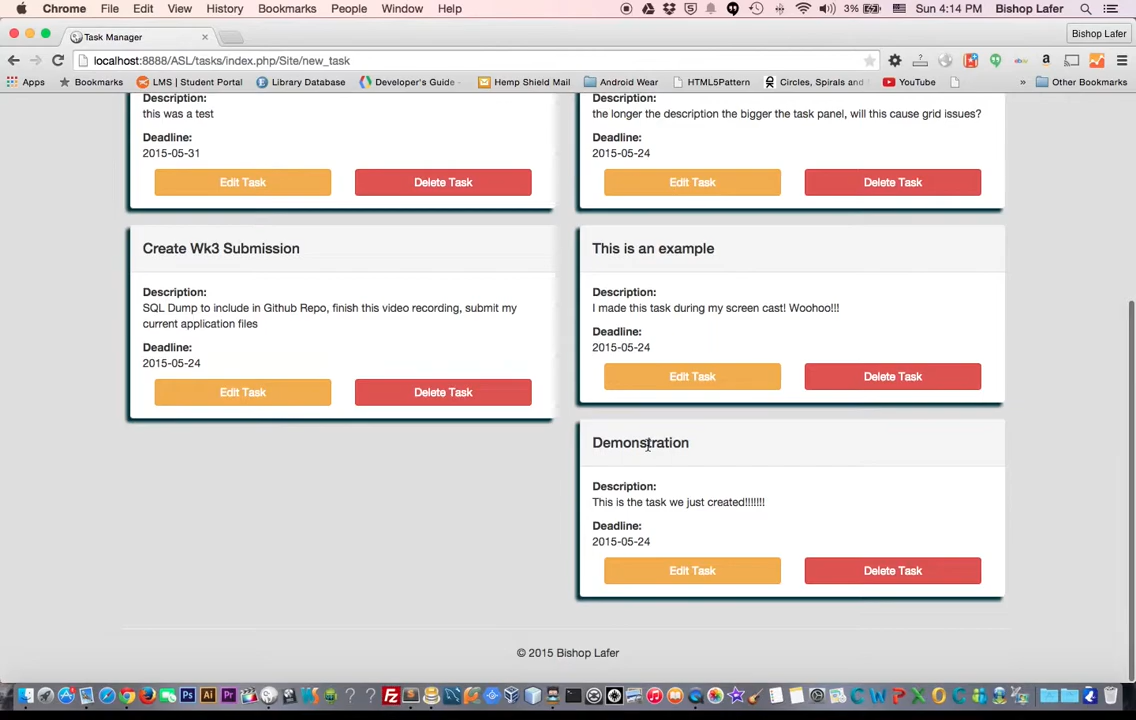 Chrome File Edit View History Bookmarks People Window Help 3% Sun 4:14 PM Bishop Lafer
Task Manager Bishop Lafer
localhost:8888/ASL/tasks/index.php/Site/new_task
Apps Bookmarks LMS | Student Portal Library Database Developer's Guide Hemp Shield Mail Android Wear HTML5Pattern Circles, Spirals and YouTube » Other Bookmarks
Description:
this was a test
Deadline:
2015-05-31
Edit Task Delete Task
Description:
the longer the description the bigger the task panel, will this cause grid issues?
Deadline:
2015-05-24
Edit Task Delete Task
Create Wk3 Submission
Description:
SQL Dump to include in Github Repo, finish this video recording, submit my
current application files
Deadline:
2015-05-24
Edit Task Delete Task
This is an example
Description:
I made this task during my screen cast! Woohoo!!!
Deadline:
2015-05-24
Edit Task Delete Task
Demonstration
Description:
This is the task we just created!!!!!!!
Deadline:
2015-05-24
Edit Task Delete Task
© 2015 Bishop Lafer